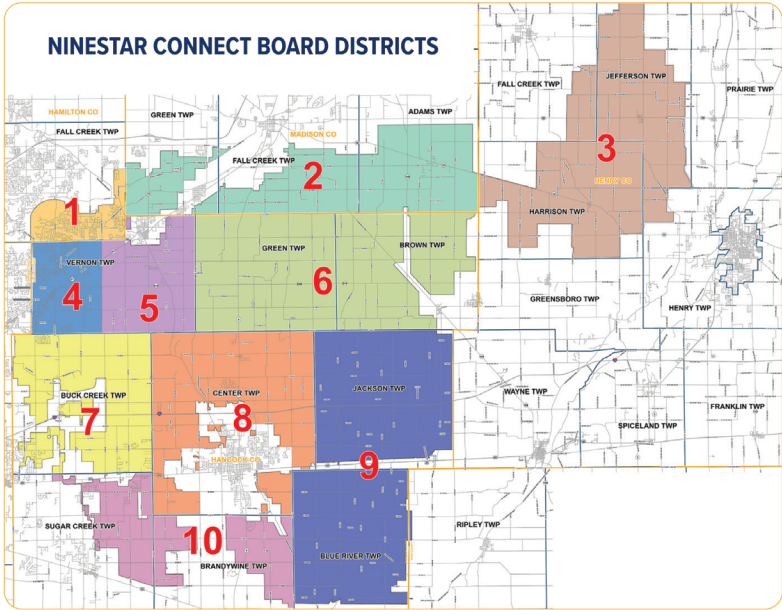 NINESTAR CONNECT BOARD DISTRICTS
FALL CREEK TWP
JEFFERSON TWP
PRAIRIE TWP
HAMILTON CO
FALL CREEK TWP
GREEN TWP
ADAMS TWP
MADISON CO
FALL CREEK TWP
2
3
HENRY CO
HARRISON TWP
1
VERNON TWP
4
5
GREEN TWP
BROWN TWP
6
GREENSBORO TWP
HENRY TWP
BUCK CREEK TWP
7
CENTER TWP
8
HANCOCK CO
JACKSON TWP
9
WAYNE TWP
FRANKLIN TWP
SPICELAND TWP
SUGAR CREEK TWP
10
BRANDYWINE TWP
BLUE RIVER TWP
RIPLEY TWP